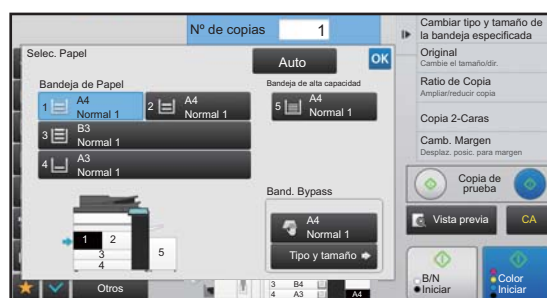 Nº de copias
1
Selec. Papel
Auto
OK
Bandeja de Papel
Bandeja de alta capacidad
1
A4
Normal 1
2
A4
Normal 1
5
A4
Normal 1
3
B3
Normal 1
4
A3
Normal 1
Band. Bypass
A4
Normal 1
Tipo y tamaño
1
2
3
4
5
Otros
3 B4
4 A3
A4
Cambiar tipo y tamaño de
la bandeja especificada
Original
Cambie el tamaño/dir.
Ratio de Copia
Ampliar/reducir copia
Copia 2-Caras
Camb. Margen
Desplaz. posic. para margen
Copia de
prueba
Vista previa
CA
B/N
Iniciar
Color
Iniciar